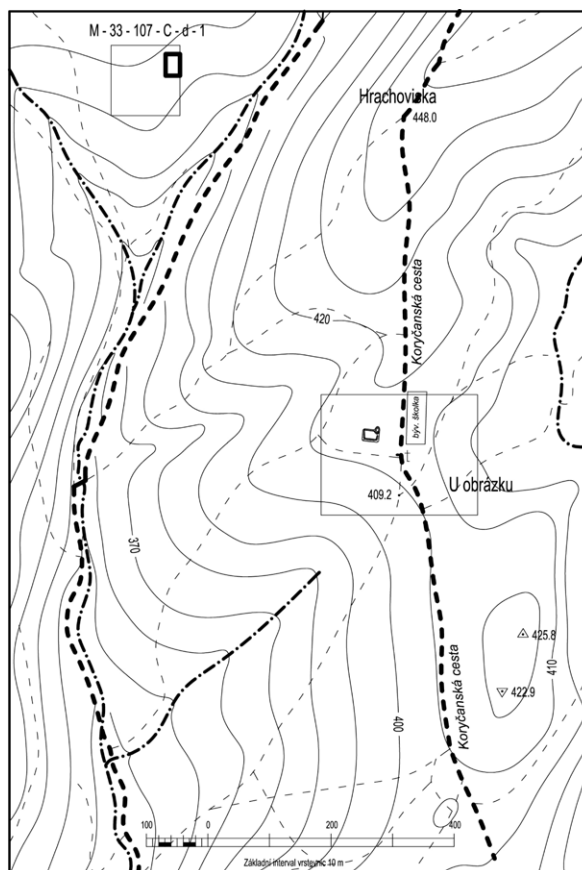 M - 33 - 107 - C - d - 1
Hrachoviska
448.0
Koryčanská cesta
420
býv. školka
U obrázku
409.2
370
425.8
410
422.9
Koryčanská cesta
400
100 0 200 400
Základní interval vrstevnic 10 m